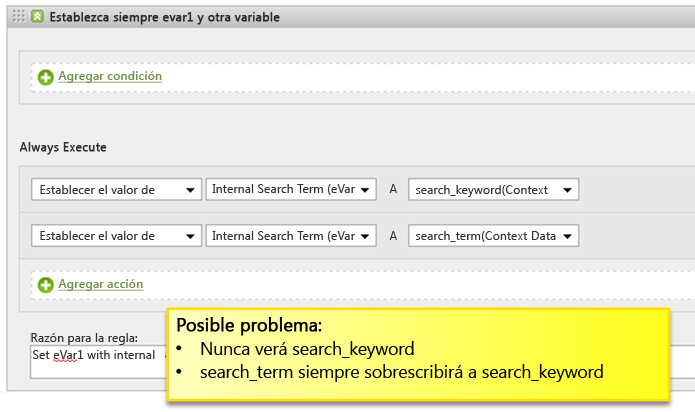 Establezca siempre evar1 y otra variable
Agregar condición
Always Execute
Establecer el valor de Internal Search Term (eVar A search_keyword(Context
Establecer el valor de Internal Search Term (eVar A search_term(Context Data
Agregar acción
Razón para la regla:
Set eVar1 with internal
Posible problema:
• Nunca verá search_keyword
• search_term siempre sobrescribirá a search_keyword